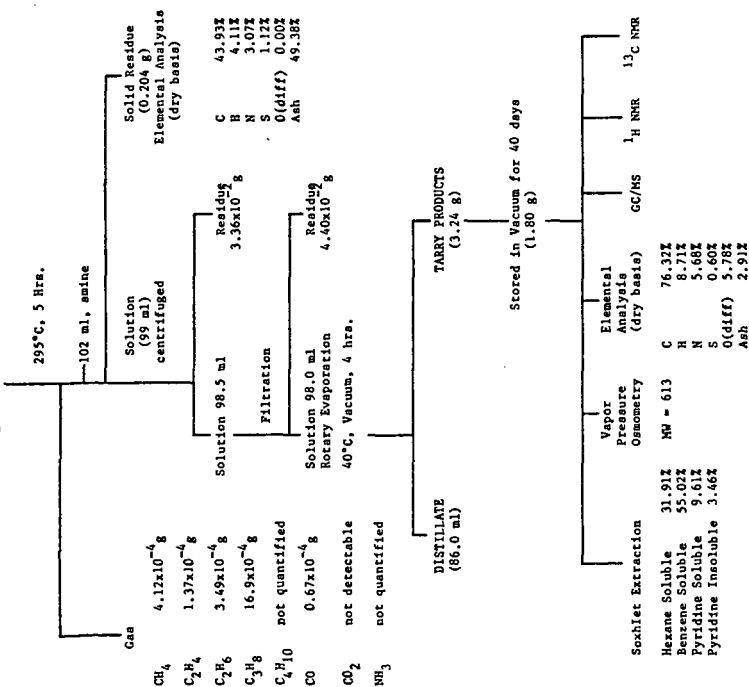 295°C, 5 Hrs.
102 ml, amine
Gas
CH4 4.12x10-4 g
C2H4 1.37x10-4 g
C2H6 3.49x10-4 g
C3H8 16.9x10-4 g
C4H10 not quantified
CO 0.67x10-4 g
CO2 not detectable
NH3 not quantified
Solution
(99 ml)
centrifuged
Solid Residue
(0.204 g)
Elemental Analysis
(dry basis)
C 43.93%
H 4.11%
N 3.07%
S 1.12%
O(diff) 0.00%
Ash 49.38%
Solution 98.5 ml
Residue
3.36x10-2 g
Filtration
Solution 98.0 ml
Rotary Evaporation
40°C, Vacuum, 4 hrs.
Residue
4.40x10-2 g
DISTILLATE
(86.0 ml)
TARRY PRODUCTS
(3.24 g)
Stored in Vacuum for 40 days
(1.80 g)
Soxhlet Extraction
Hexane Soluble 31.91%
Benzene Soluble 55.02%
Pyridine Soluble 9.61%
Pyridine Insoluble 3.46%
Vapor
Pressure
Osmometry
MW = 613
Elemental
Analysis
(dry basis)
C 76.32%
H 8.71%
N 5.68%
S 0.60%
O(diff) 5.78%
Ash 2.91%
GC/MS
1H NMR
13C NMR